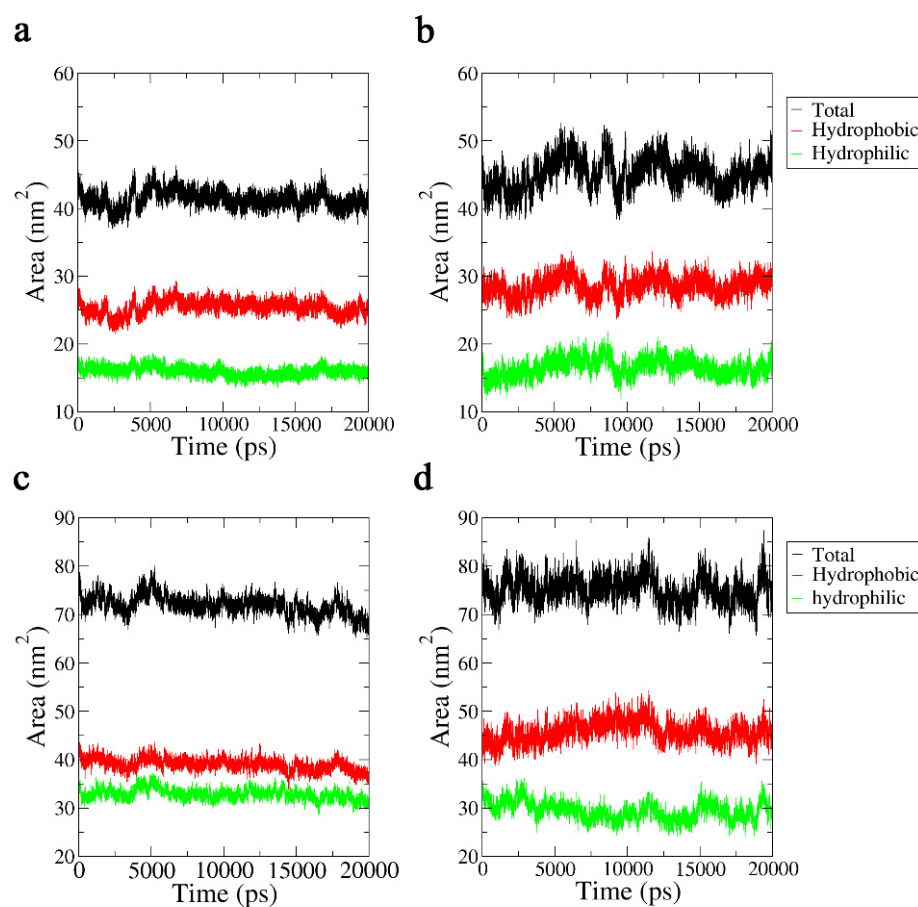 a
b
60
50
40
30
20
10
Area (nm²)
0 5000 10000 15000 20000
Time (ps)
60
50
40
30
20
10
Area (nm²)
0 5000 10000 15000 20000
Time (ps)
Total
Hydrophobic
Hydrophilic
c
d
90
80
70
60
50
40
30
20
Area (nm²)
0 5000 10000 15000 20000
Time (ps)
90
80
70
60
50
40
30
20
Area (nm²)
0 5000 10000 15000 20000
Time (ps)
Total
Hydrophobic
hydrophilic